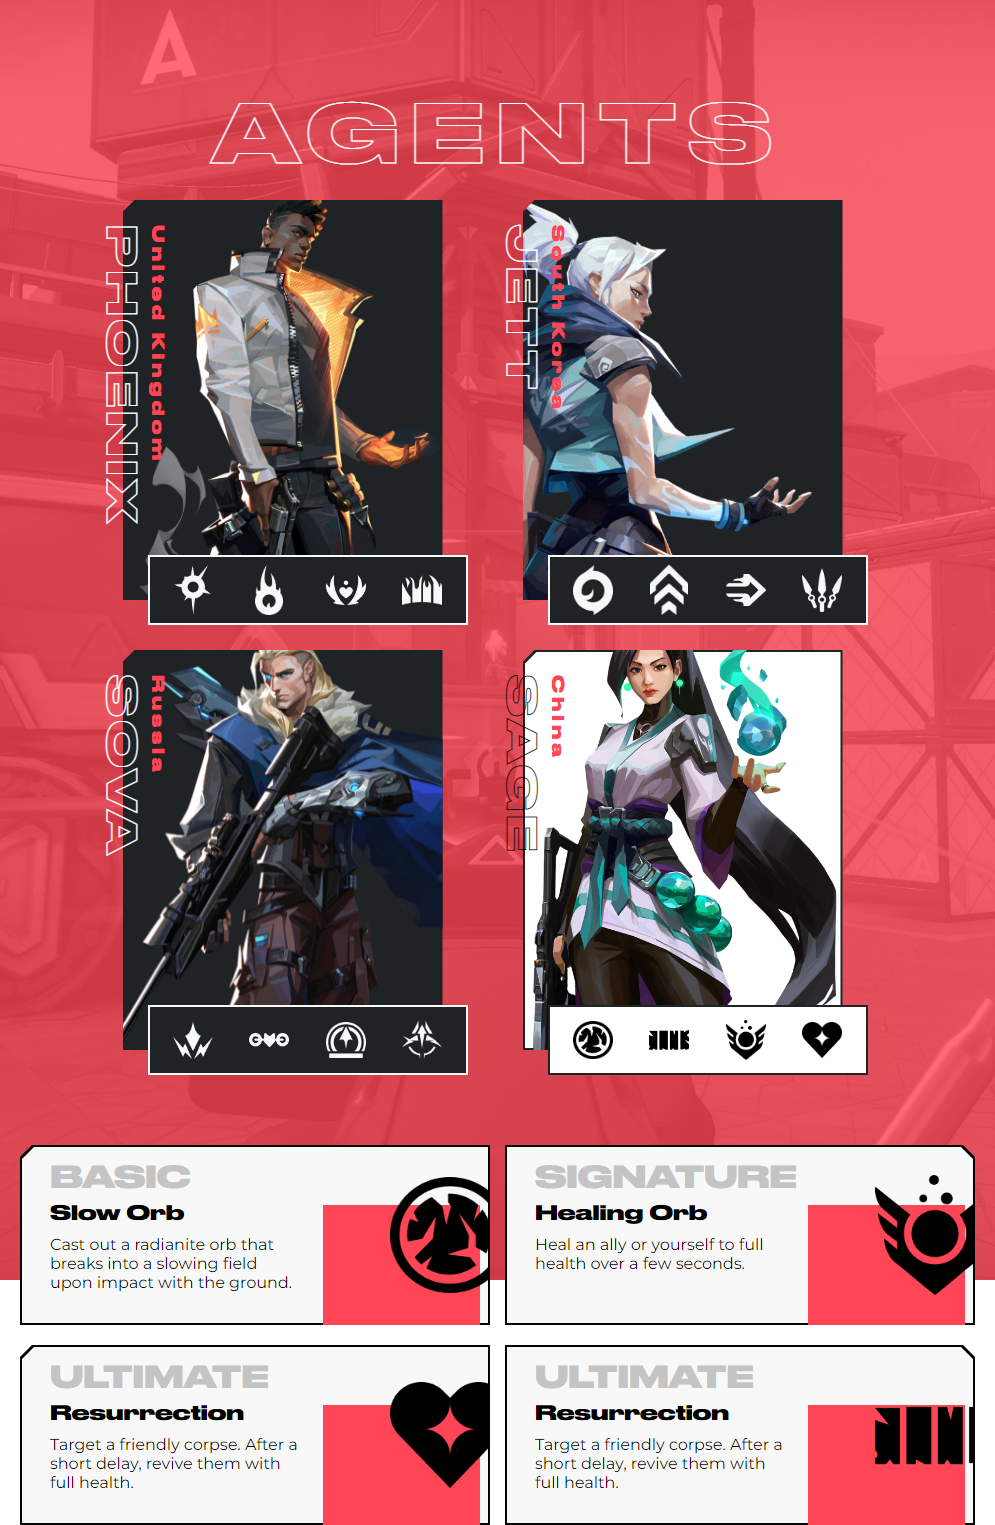 A
AGENTS
PHOENIX
United Kingdom
JETT
South Korea
SOVA
Russia
SAGE
China
BASIC
Slow Orb
Cast out a radianite orb that
breaks into a slowing field
upon impact with the ground.
SIGNATURE
Healing Orb
Heal an ally or yourself to full
health over a few seconds.
ULTIMATE
Resurrection
Target a friendly corpse. After a
short delay, revive them with
full health.
ULTIMATE
Resurrection
Target a friendly corpse. After a
short delay, revive them with
full health.